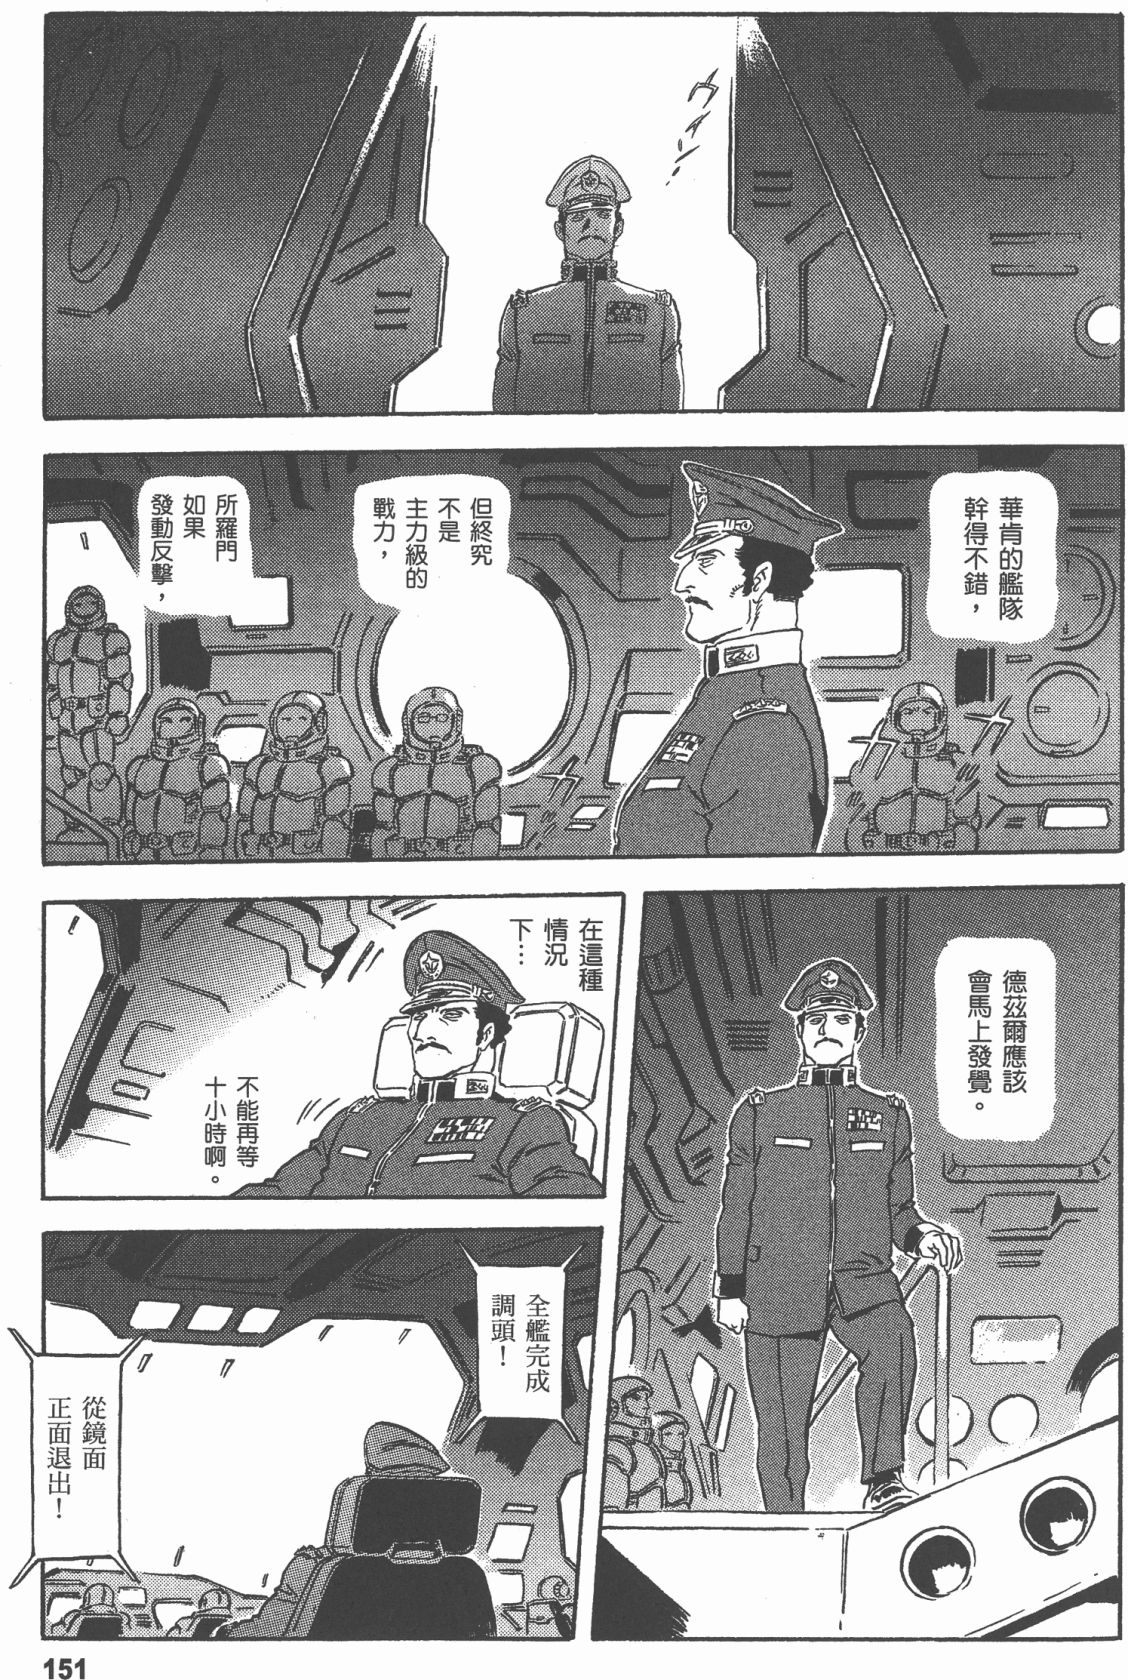 華肯的艦隊
幹得不錯，
但終究
不是
主力級的
戰力，
所羅門
如果
發動反擊，
德茲爾應該
會馬上發覺。
在這種
情況
下…
不能再等
十小時啊。
全艦完成
調頭！
從鏡面
正面退出！
151